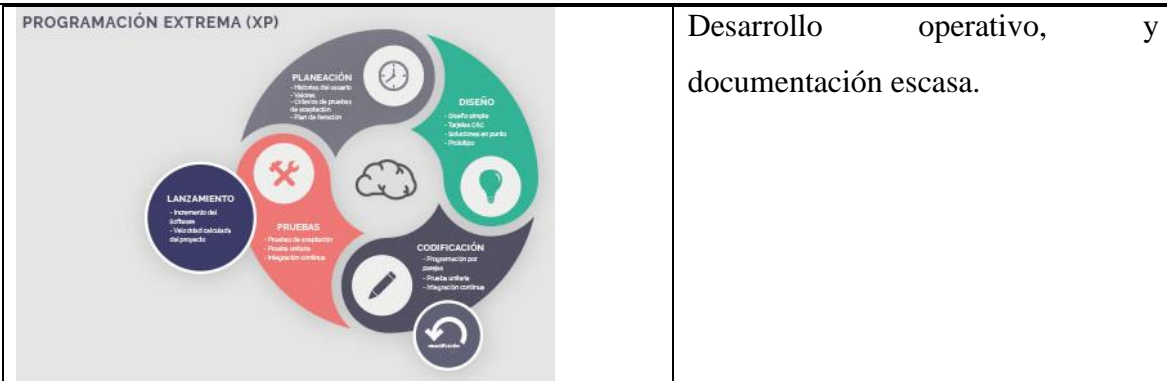 PROGRAMACIÓN EXTREMA (XP)
PLANEACIÓN
- Historias del usuario
- Valores
- Criterios de pruebas
de aceptación
- Plan de iteración
DISEÑO
- Diseño simple
- Tarjetas CRC
- Soluciones en punto
- Prototipo
LANZAMIENTO
- Incremento del
Software
- Velocidad calculada
del proyecto
PRUEBAS
- Pruebas de aceptación
- Prueba unitaria
- Integración continua
CODIFICACIÓN
- Programación por
parejas
- Prueba unitaria
- Integración continua
Desarrollo operativo, y
documentación escasa.